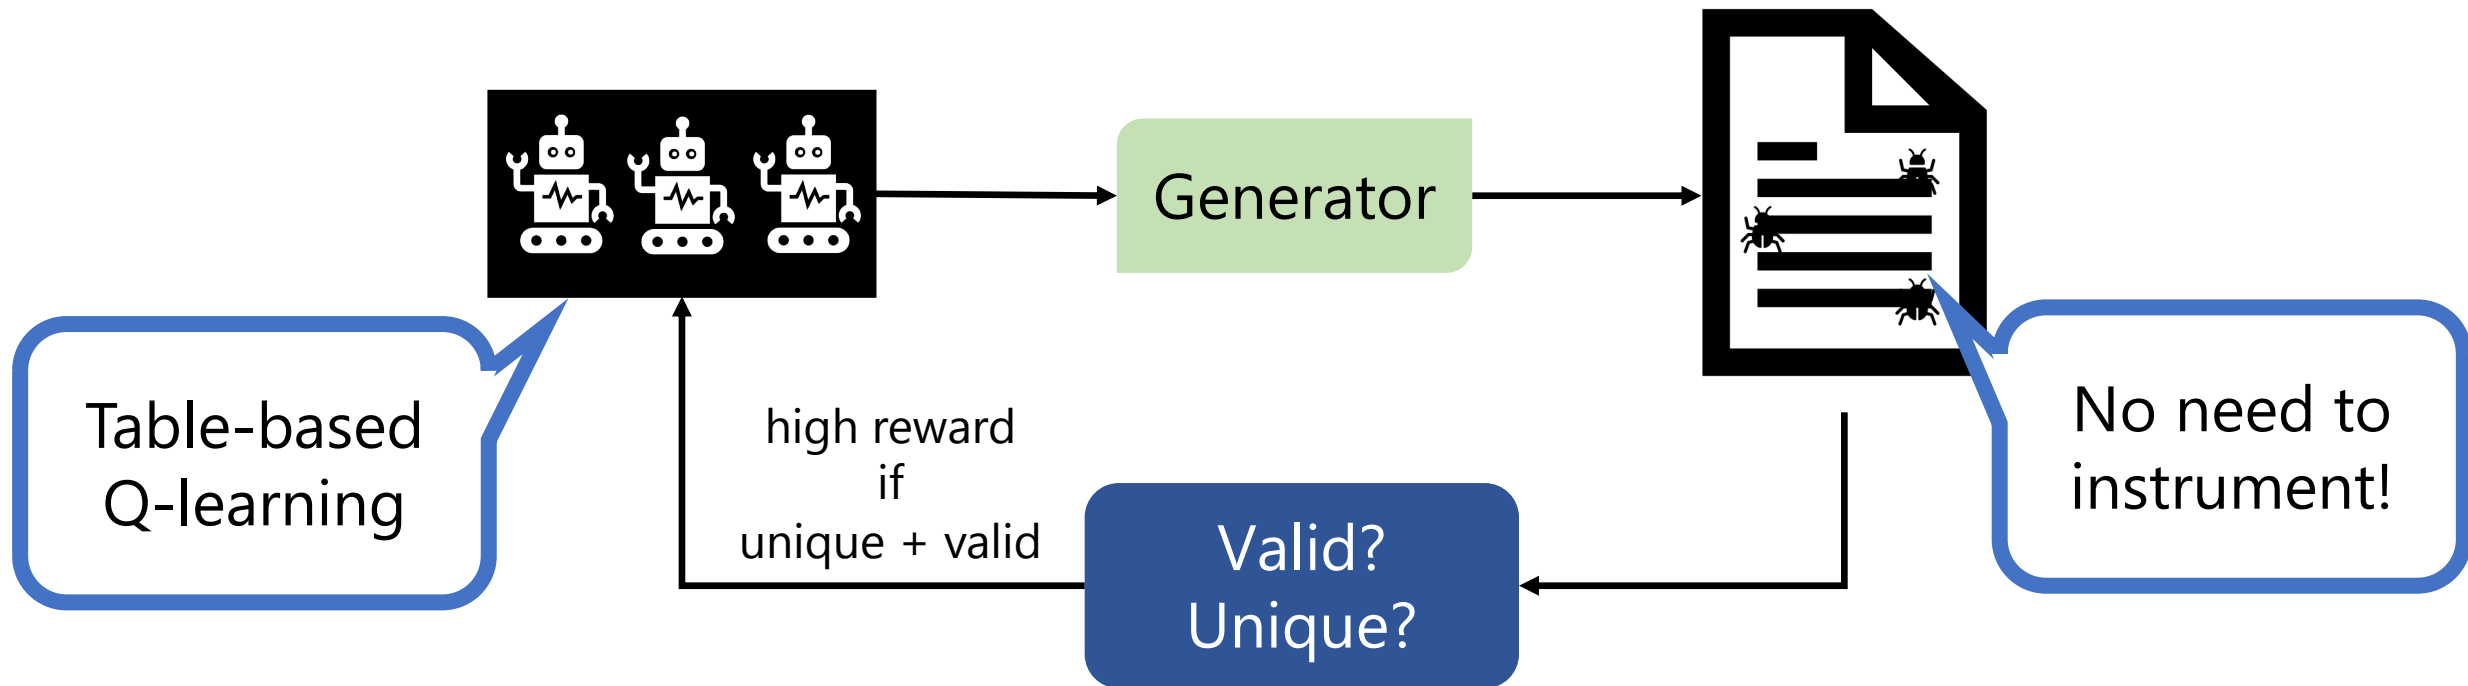 Generator
Table-based
Q-learning
high reward
if
unique + valid
Valid?
Unique?
No need to
instrument!